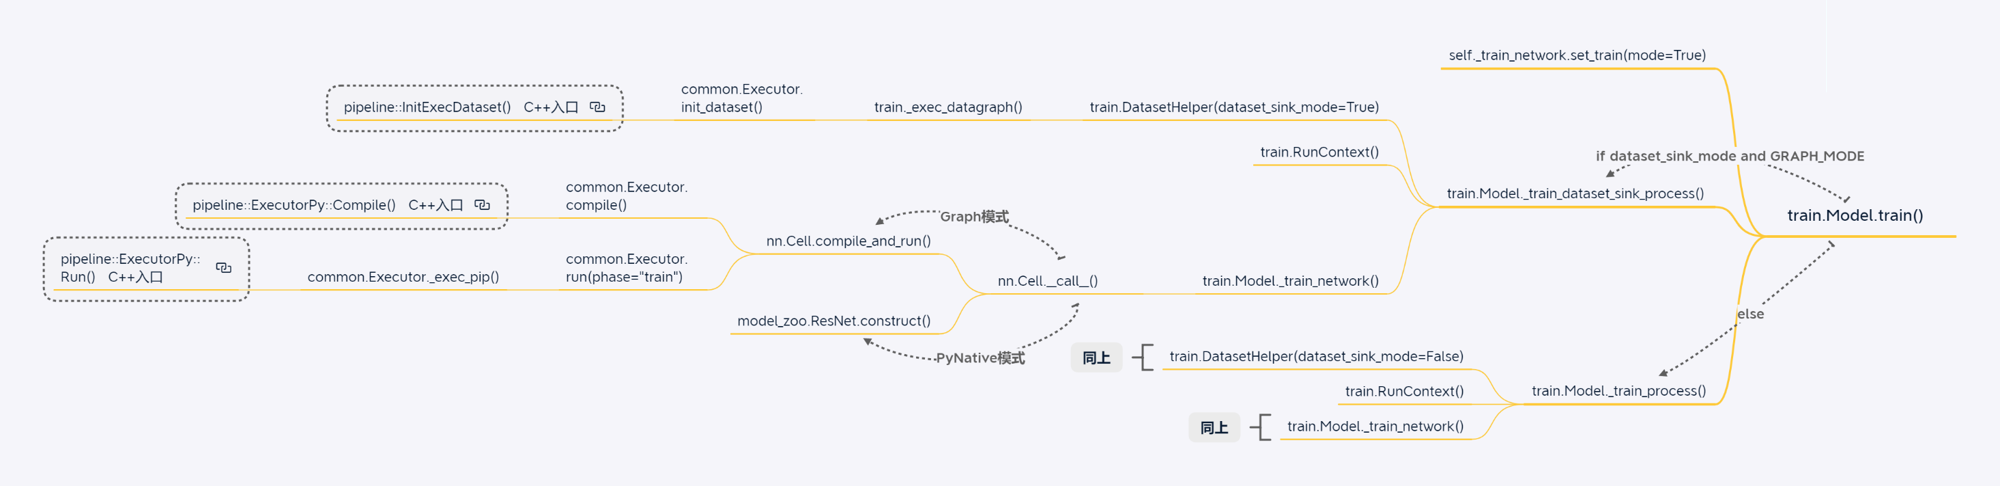 self._train_network.set_train(mode=True)
common.Executor.
init_dataset()
pipeline::InitExecDataset() C++入口
train._exec_datagraph()
train.DatasetHelper(dataset_sink_mode=True)
train.RunContext()
if dataset_sink_mode and GRAPH_MODE
common.Executor.
compile()
pipeline::ExecutorPy::Compile() C++入口
train.Model._train_dataset_sink_process()
train.Model.train()
Graph模式
nn.Cell.compile_and_run()
pipeline::ExecutorPy::
Run() C++入口
common.Executor._exec_pip()
common.Executor.
run(phase="train")
nn.Cell.__call__()
train.Model._train_network()
model_zoo.ResNet.construct()
else
PyNative模式
同上
train.DatasetHelper(dataset_sink_mode=False)
train.RunContext()
train.Model._train_process()
同上
train.Model._train_network()